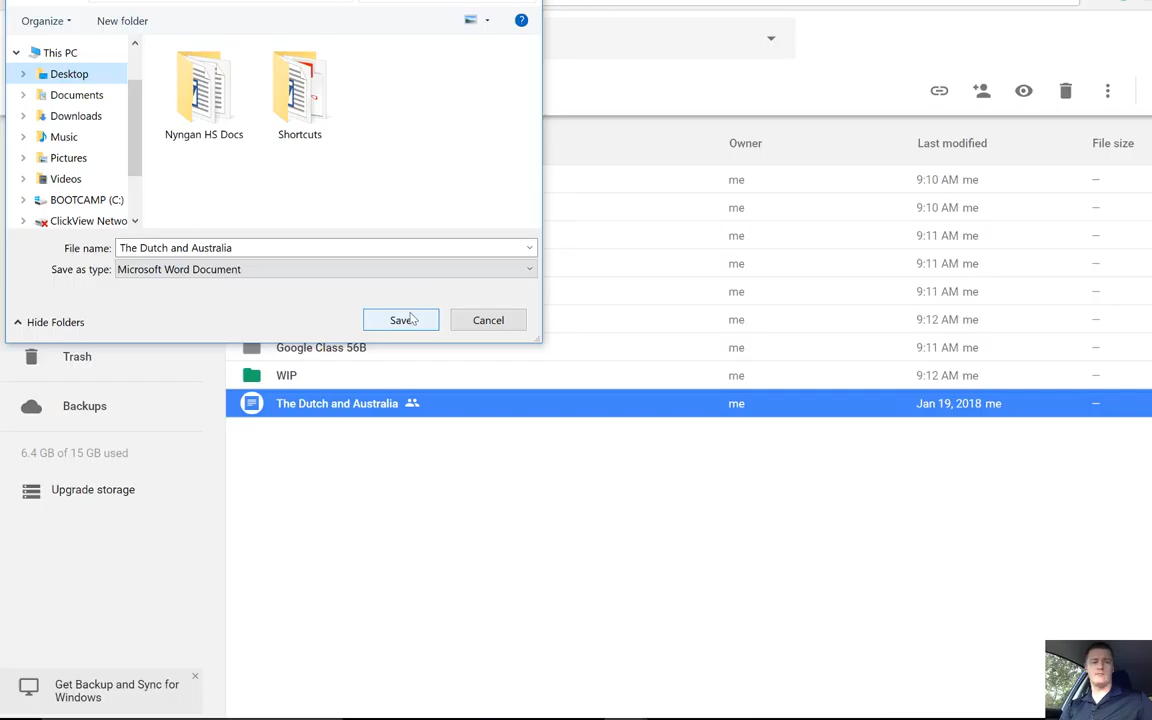 Organize
New folder
This PC
Desktop
Documents
Downloads
Music
Pictures
Videos
BOOTCAMP (C:)
ClickView Netwo
Nyngan HS Docs
Shortcuts
File name: The Dutch and Australia
Save as type: Microsoft Word Document
Hide Folders
Save
Cancel
Owner
Last modified
File size
me 9:10 AM me –
me 9:10 AM me –
me 9:11 AM me –
me 9:11 AM me –
me 9:11 AM me –
me 9:12 AM me –
Google Class 56B me 9:11 AM me –
WIP me 9:12 AM me –
The Dutch and Australia me Jan 19, 2018 me –
Trash
Backups
6.4 GB of 15 GB used
Upgrade storage
Get Backup and Sync for
Windows